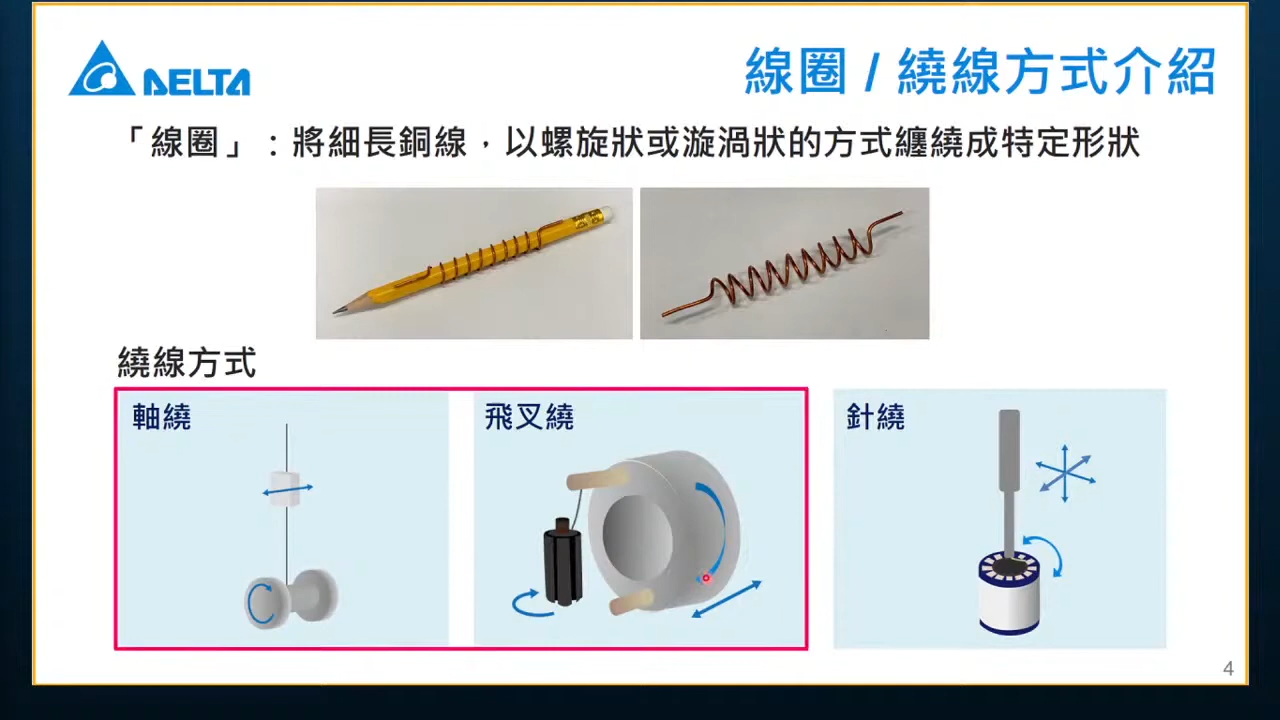 DELTA
線圈 / 繞線方式介紹
「線圈」:將細長銅線,以螺旋狀或漩渦狀的方式纏繞成特定形狀
繞線方式
軸繞
飛叉繞
針繞
4